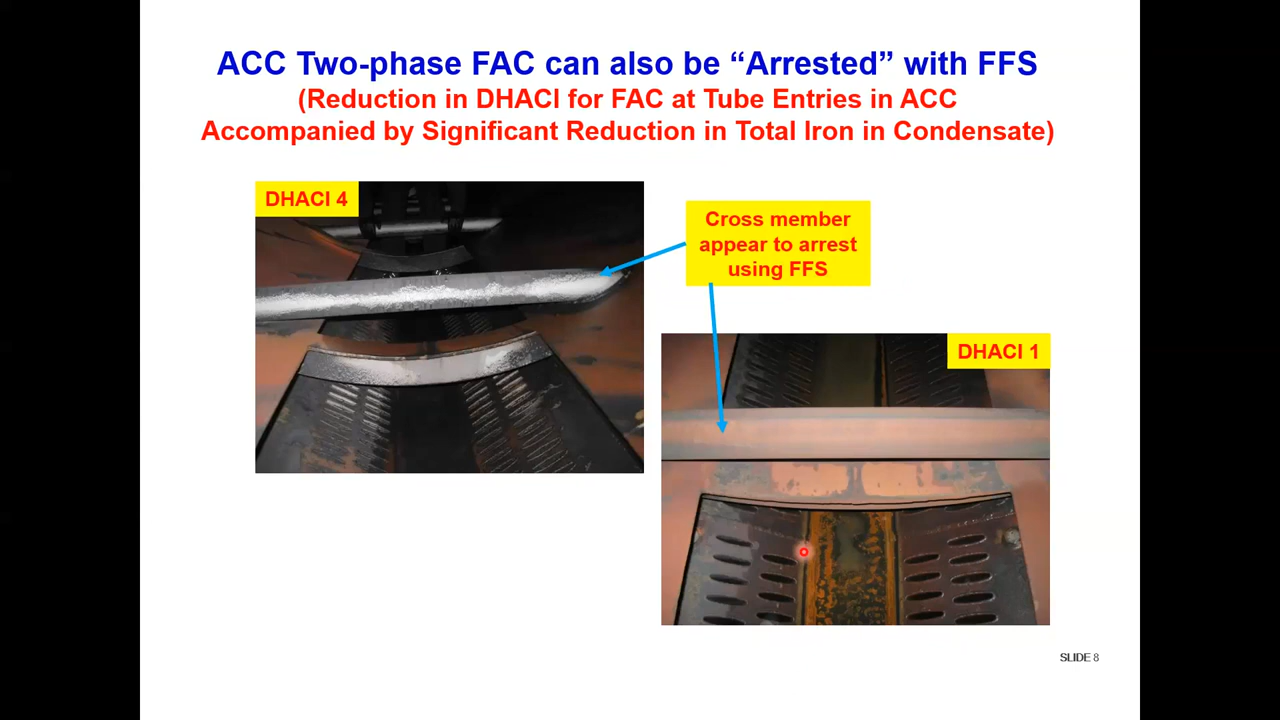 ACC Two-phase FAC can also be “Arrested” with FFS
(Reduction in DHACI for FAC at Tube Entries in ACC
Accompanied by Significant Reduction in Total Iron in Condensate)
DHACI 4
Cross member
appear to arrest
using FFS
DHACI 1
SLIDE 8